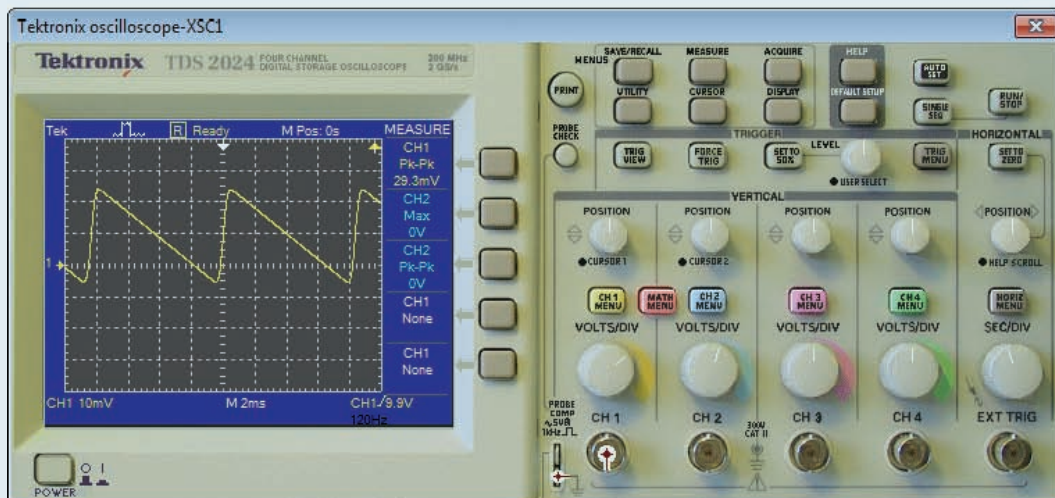 Tektronix oscilloscope-XSC1
Tektronix TDS 2024 FOUR CHANNEL DIGITAL STORAGE OSCILLOSCOPE 200 MHz 2 GS/s
Tek R Ready M Pos: 0s MEASURE
CH1
Pk-Pk
29.3mV
CH2
Max
0V
CH2
Pk-Pk
0V
CH1
None
CH1
None
1
CH1 10mV M 2ms CH1 9.9V
120Hz
POWER
PRINT
PROBE CHECK
MENUS
SAVE/RECALL MEASURE ACQUIRE HELP
UTILITY CURSOR DISPLAY DEFAULT SETUP
AUTO SET
SINGLE SEQ
RUN/STOP
TRIGGER
TRIG VIEW
FORCE TRIG
SET TO 50%
LEVEL
USER SELECT
TRIG MENU
HORIZONTAL
SET TO ZERO
VERTICAL
POSITION POSITION POSITION POSITION POSITION
CURSOR 1 CURSOR 2 HELP SCROLL
CH 1 MENU
MATH MENU
CH 2 MENU
CH 3 MENU
CH4 MENU
HORIZ MENU
VOLTS/DIV VOLTS/DIV VOLTS/DIV VOLTS/DIV SEC/DIV
PROBE COMP
~5V@
1kHz
CH 1 CH 2 CH 3 CH 4 EXT TRIG
300V
CAT II